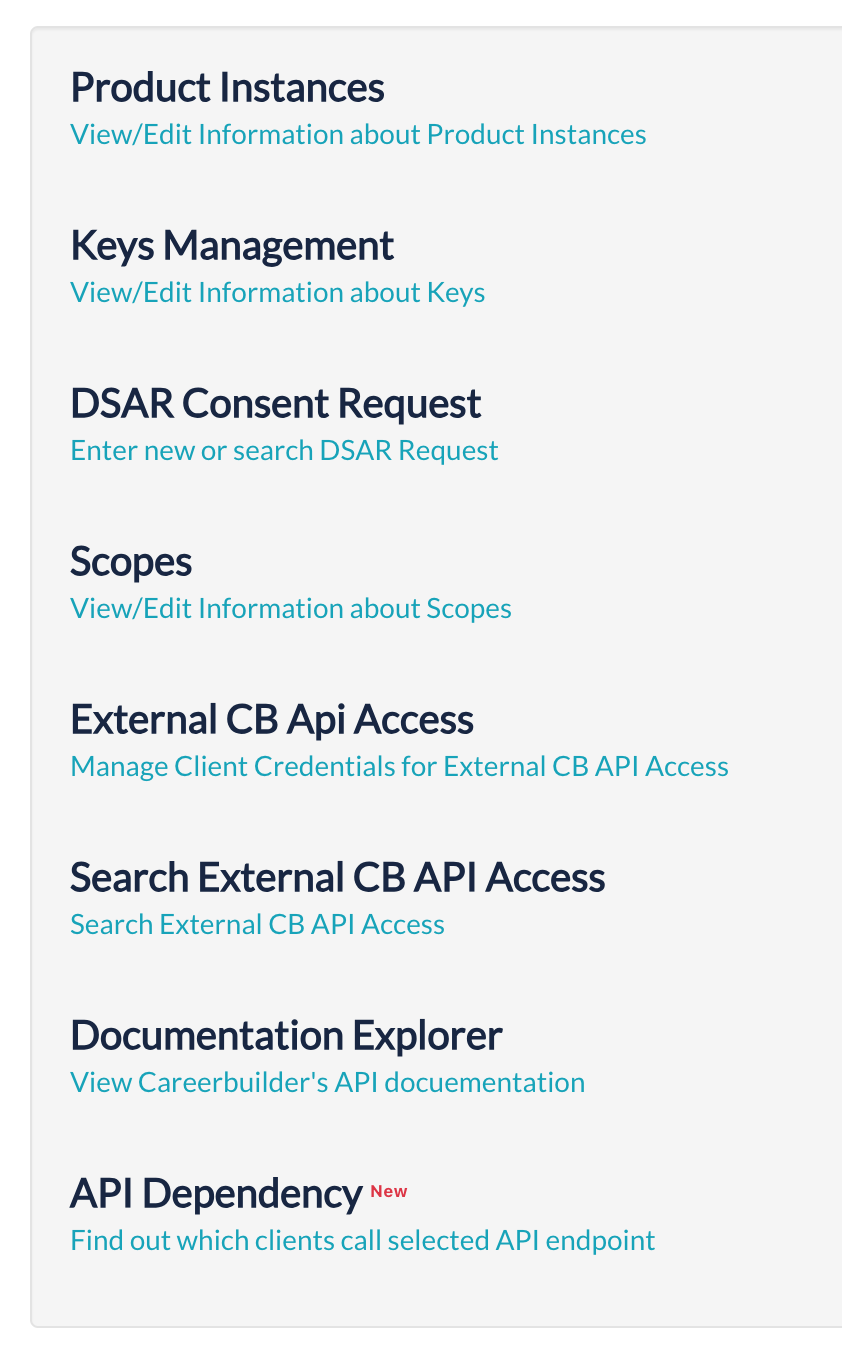 Product Instances
View/Edit Information about Product Instances
Keys Management
View/Edit Information about Keys
DSAR Consent Request
Enter new or search DSAR Request
Scopes
View/Edit Information about Scopes
External CB Api Access
Manage Client Credentials for External CB API Access
Search External CB API Access
Search External CB API Access
Documentation Explorer
View Careerbuilder's API docuementation
API Dependency New
Find out which clients call selected API endpoint